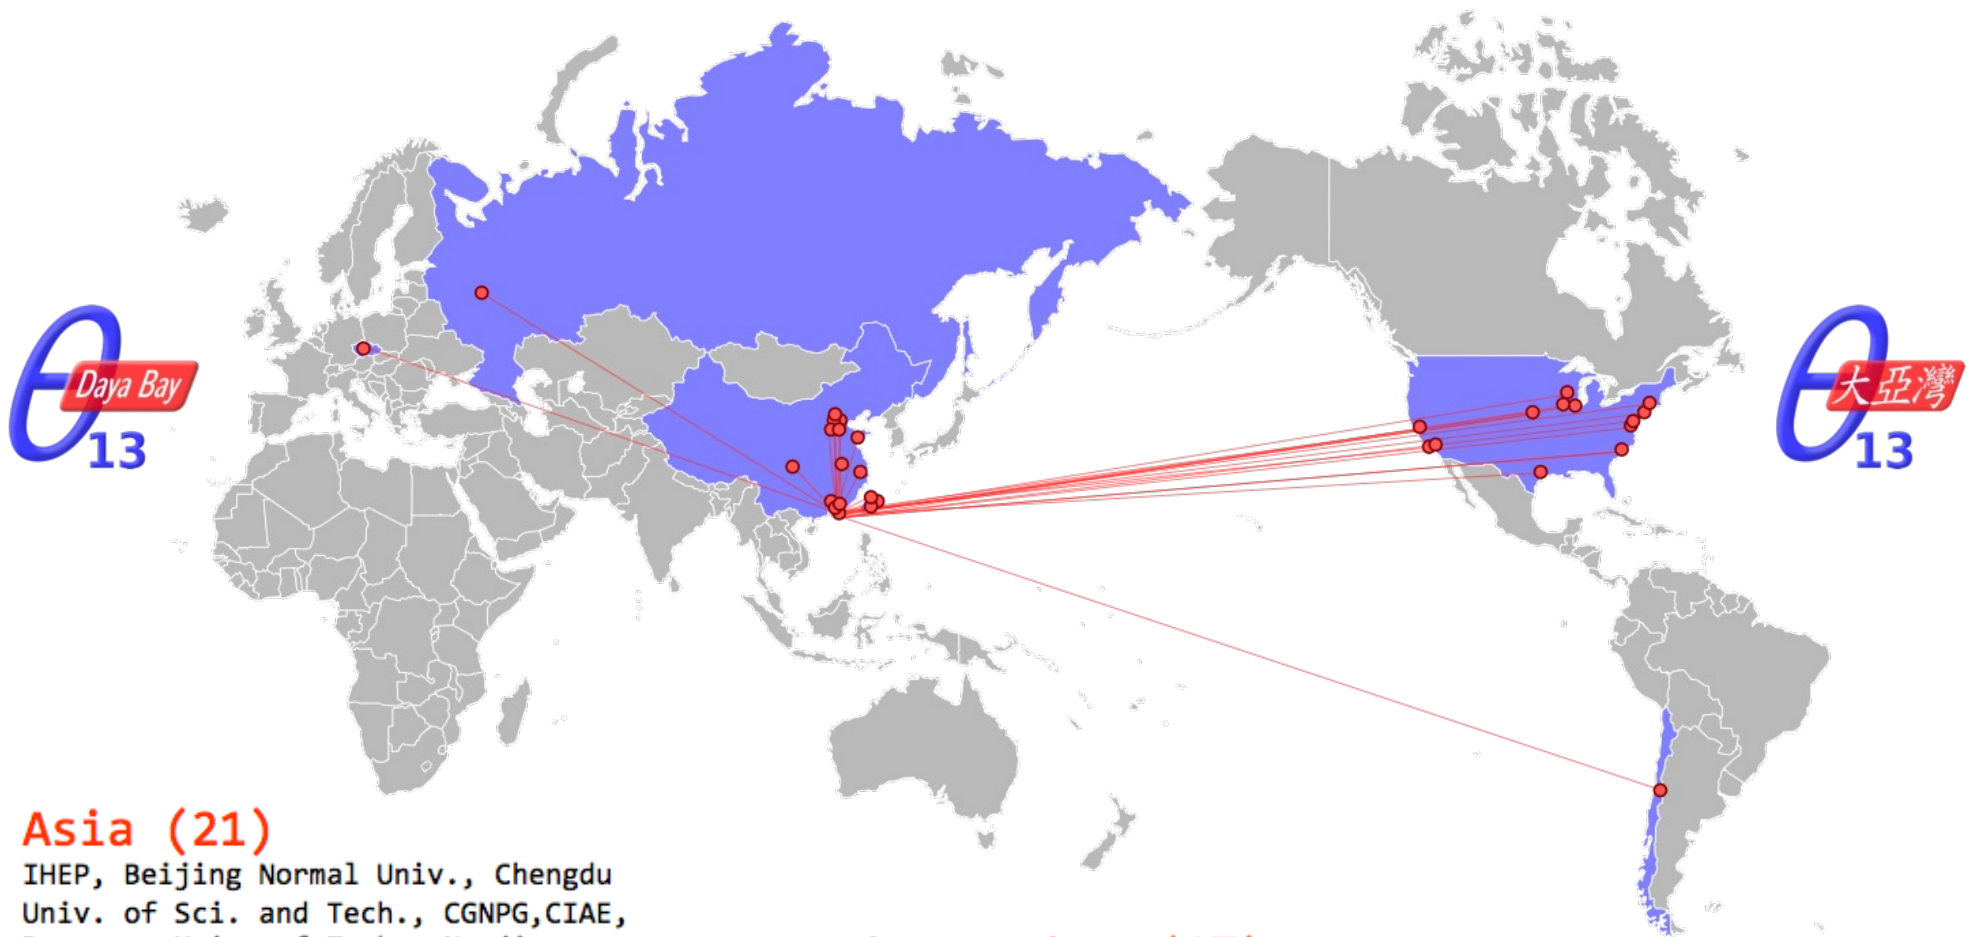 θ
Daya Bay
13
θ
大亞灣
13
Asia (21)
IHEP, Beijing Normal Univ., Chengdu
Univ. of Sci. and Tech., CGNPG,CIAE,